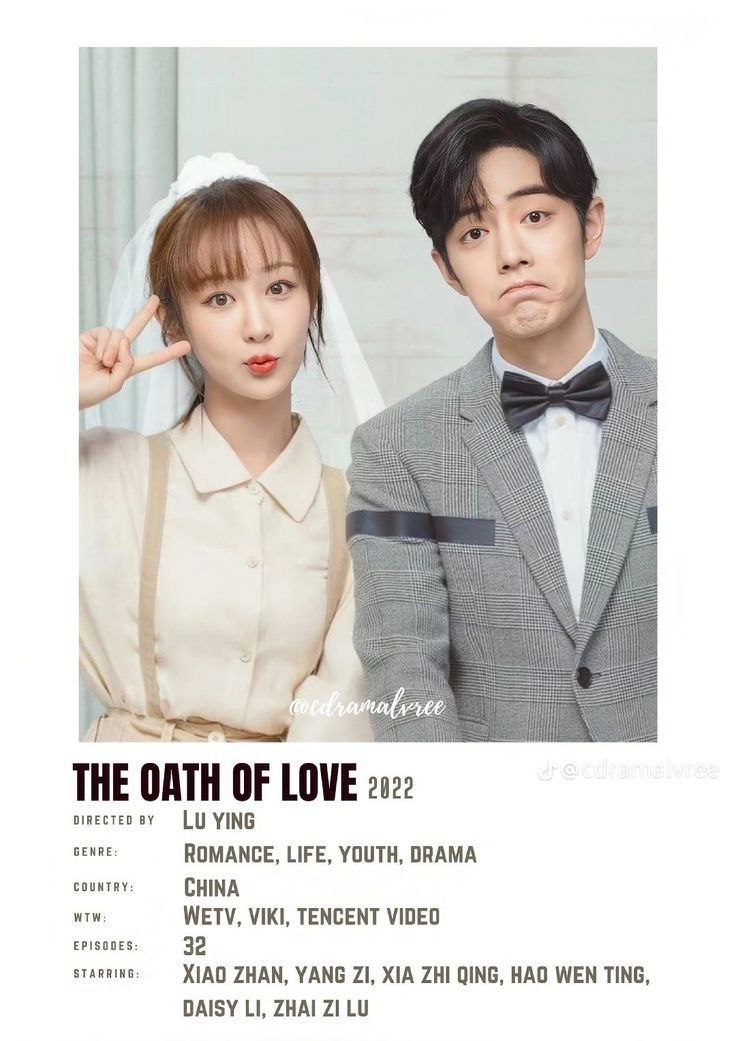 @cdramalvree
THE OATH OF LOVE 2022
@cdramalvree
DIRECTED BY LU YING
GENRE: ROMANCE, LIFE, YOUTH, DRAMA
COUNTRY: CHINA
WTW: WETV, VIKI, TENCENT VIDEO
EPISODES: 32
STARRING: XIAO ZHAN, YANG ZI, XIA ZHI QING, HAO WEN TING,
DAISY LI, ZHAI ZI LU